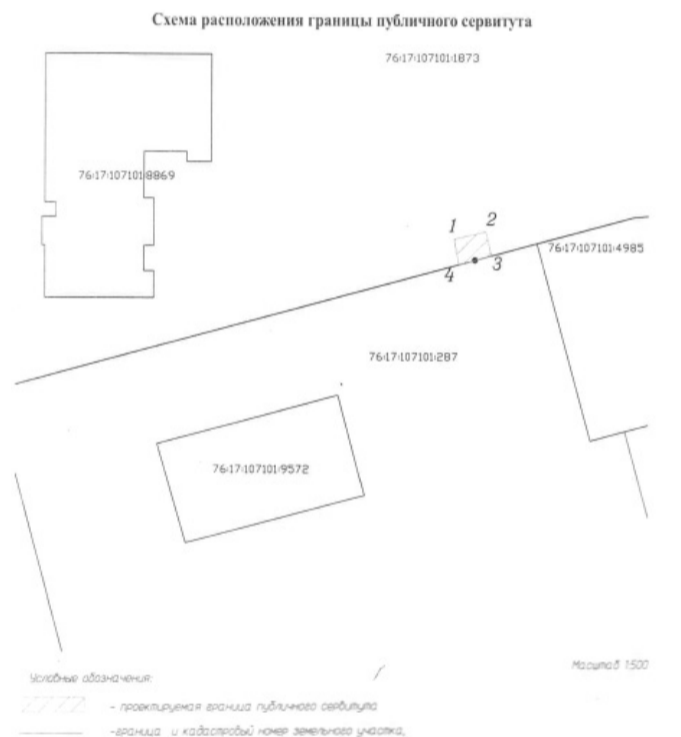 Схема расположения границы публичного сервитута
76:17:107101:1873
76:17:107101:8869
1 2
76:17:107101:4985
4 3
76:17:107101:287
76:17:107101:9572
Масштаб 1:500
Условные обозначения:
- проектируемая граница публичного сервитута
-граница и кадастровый номер земельного участка,